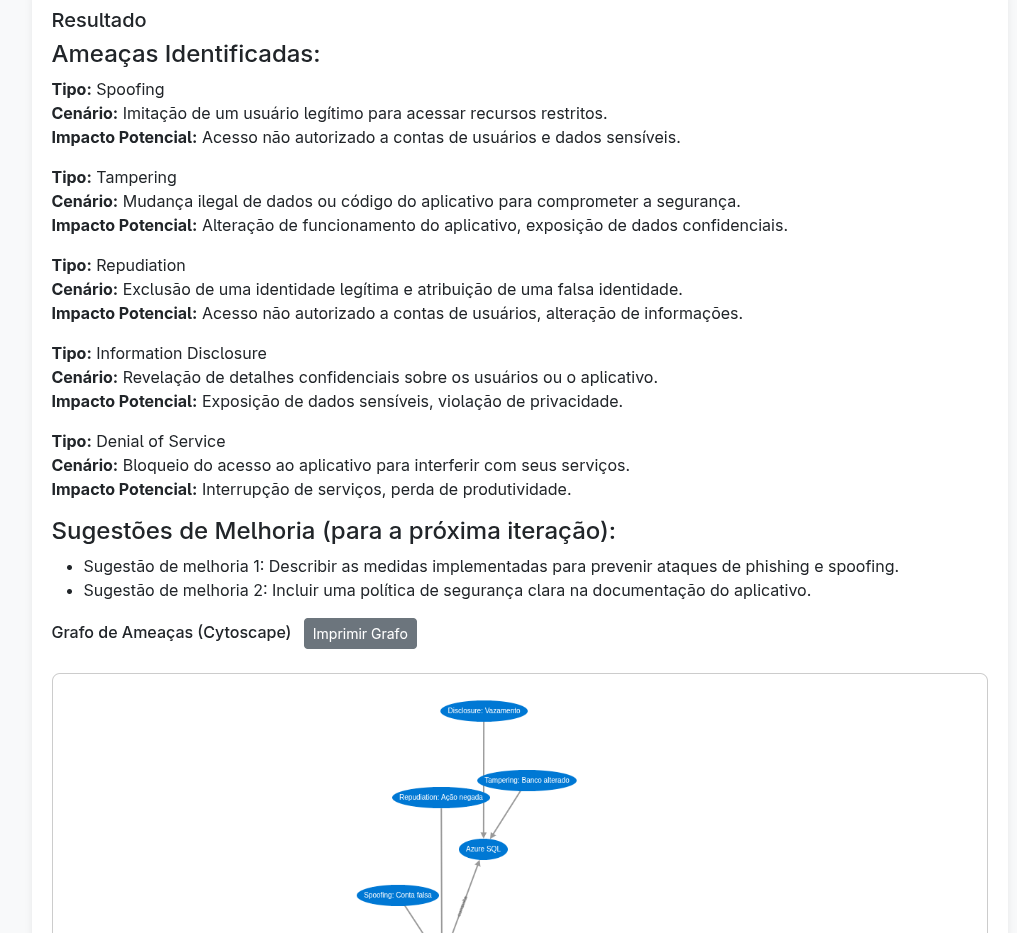 Resultado
Ameaças Identificadas:
Tipo: Spoofing
Cenário: Imitação de um usuário legítimo para acessar recursos restritos.
Impacto Potencial: Acesso não autorizado a contas de usuários e dados sensíveis.
Tipo: Tampering
Cenário: Mudança ilegal de dados ou código do aplicativo para comprometer a segurança.
Impacto Potencial: Alteração de funcionamento do aplicativo, exposição de dados confidenciais.
Tipo: Repudiation
Cenário: Exclusão de uma identidade legítima e atribuição de uma falsa identidade.
Impacto Potencial: Acesso não autorizado a contas de usuários, alteração de informações.
Tipo: Information Disclosure
Cenário: Revelação de detalhes confidenciais sobre os usuários ou o aplicativo.
Impacto Potencial: Exposição de dados sensíveis, violação de privacidade.
Tipo: Denial of Service
Cenário: Bloqueio do acesso ao aplicativo para interferir com seus serviços.
Impacto Potencial: Interrupção de serviços, perda de produtividade.
Sugestões de Melhoria (para a próxima iteração):
• Sugestão de melhoria 1: Describir as medidas implementadas para prevenir ataques de phishing e spoofing.
• Sugestão de melhoria 2: Incluir uma política de segurança clara na documentação do aplicativo.
Grafo de Ameaças (Cytoscape) Imprimir Grafo
Disclosure: Vazamento
Tampering: Banco alterado
Repudiation: Ação negada
Azure SQL
Spoofing: Conta falsa